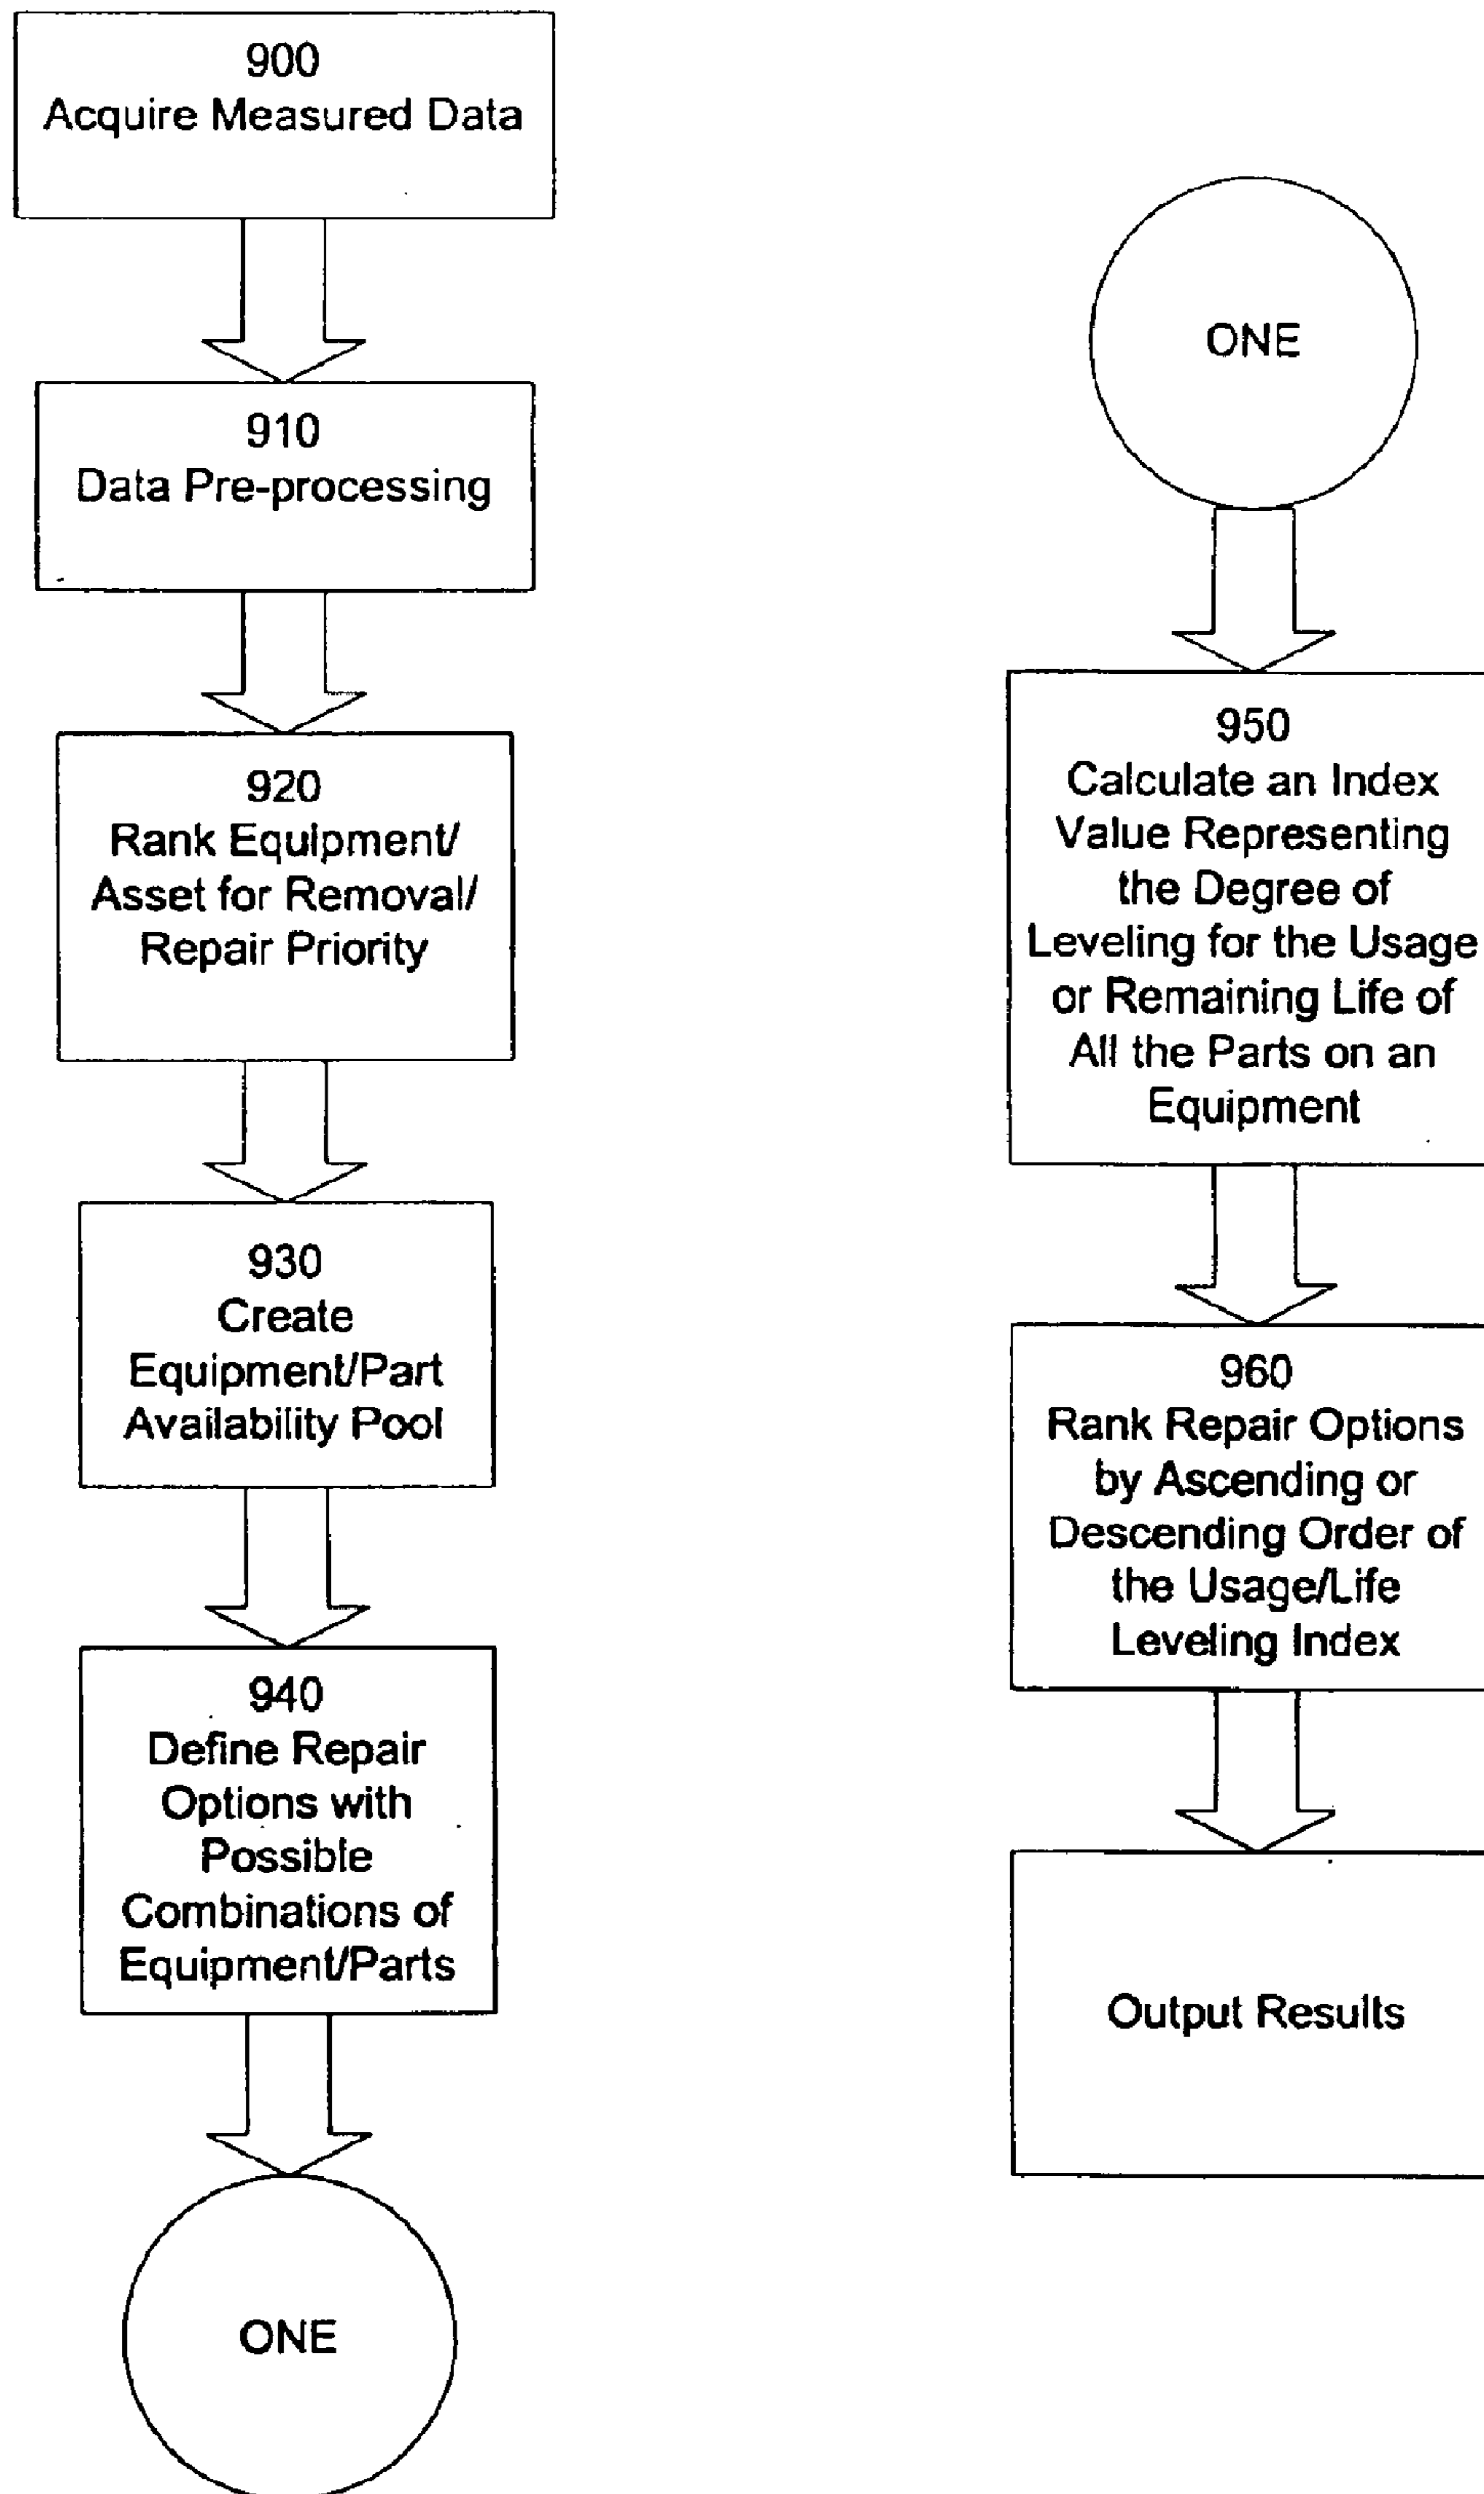 900
Acquire Measured Data
910
Data Pre-processing
920
Rank Equipment/
Asset for Removal/
Repair Priority
930
Create
Equipment/Part
Availability Pool
940
Define Repair
Options with
Possible
Combinations of
Equipment/Parts
ONE
ONE
950
Calculate an Index
Value Representing
the Degree of
Leveling for the Usage
or Remaining Life of
All the Parts on an
Equipment
960
Rank Repair Options
by Ascending or
Descending Order of
the Usage/Life
Leveling Index
Output Results